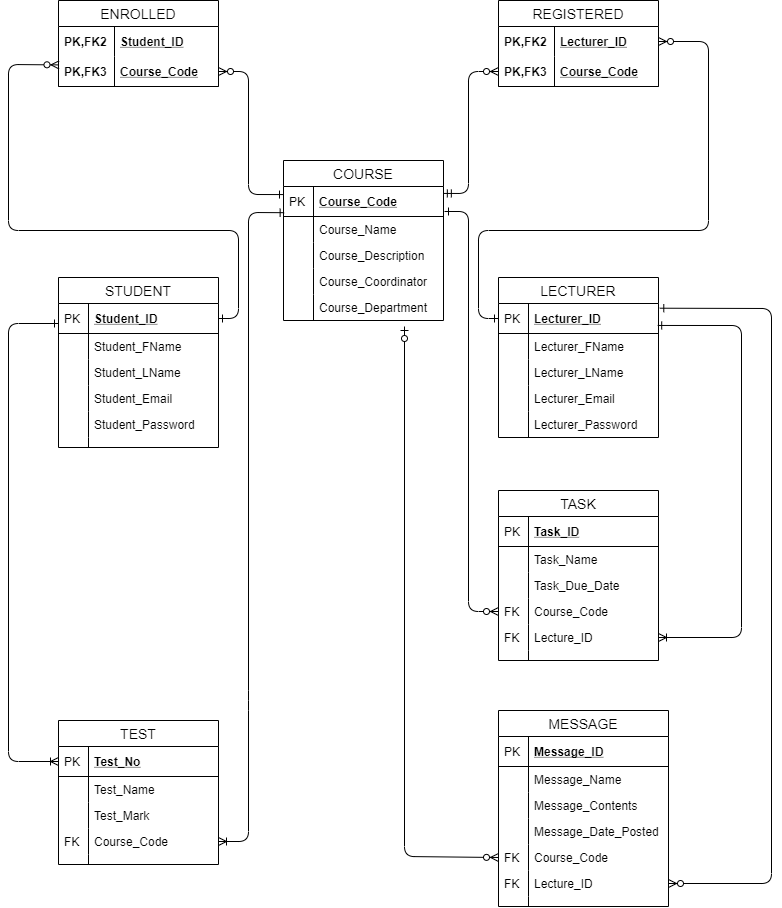 ENROLLED
PK,FK2 Student_ID
PK,FK3 Course_Code
REGISTERED
PK,FK2 Lecturer_ID
PK,FK3 Course_Code
COURSE
PK Course_Code
Course_Name
Course_Description
Course_Coordinator
Course_Department
STUDENT
PK Student_ID
Student_FName
Student_LName
Student_Email
Student_Password
LECTURER
PK Lecturer_ID
Lecturer_FName
Lecturer_LName
Lecturer_Email
Lecturer_Password
TASK
PK Task_ID
Task_Name
Task_Due_Date
FK Course_Code
FK Lecture_ID
TEST
PK Test_No
Test_Name
Test_Mark
FK Course_Code
MESSAGE
PK Message_ID
Message_Name
Message_Contents
Message_Date_Posted
FK Course_Code
FK Lecture_ID